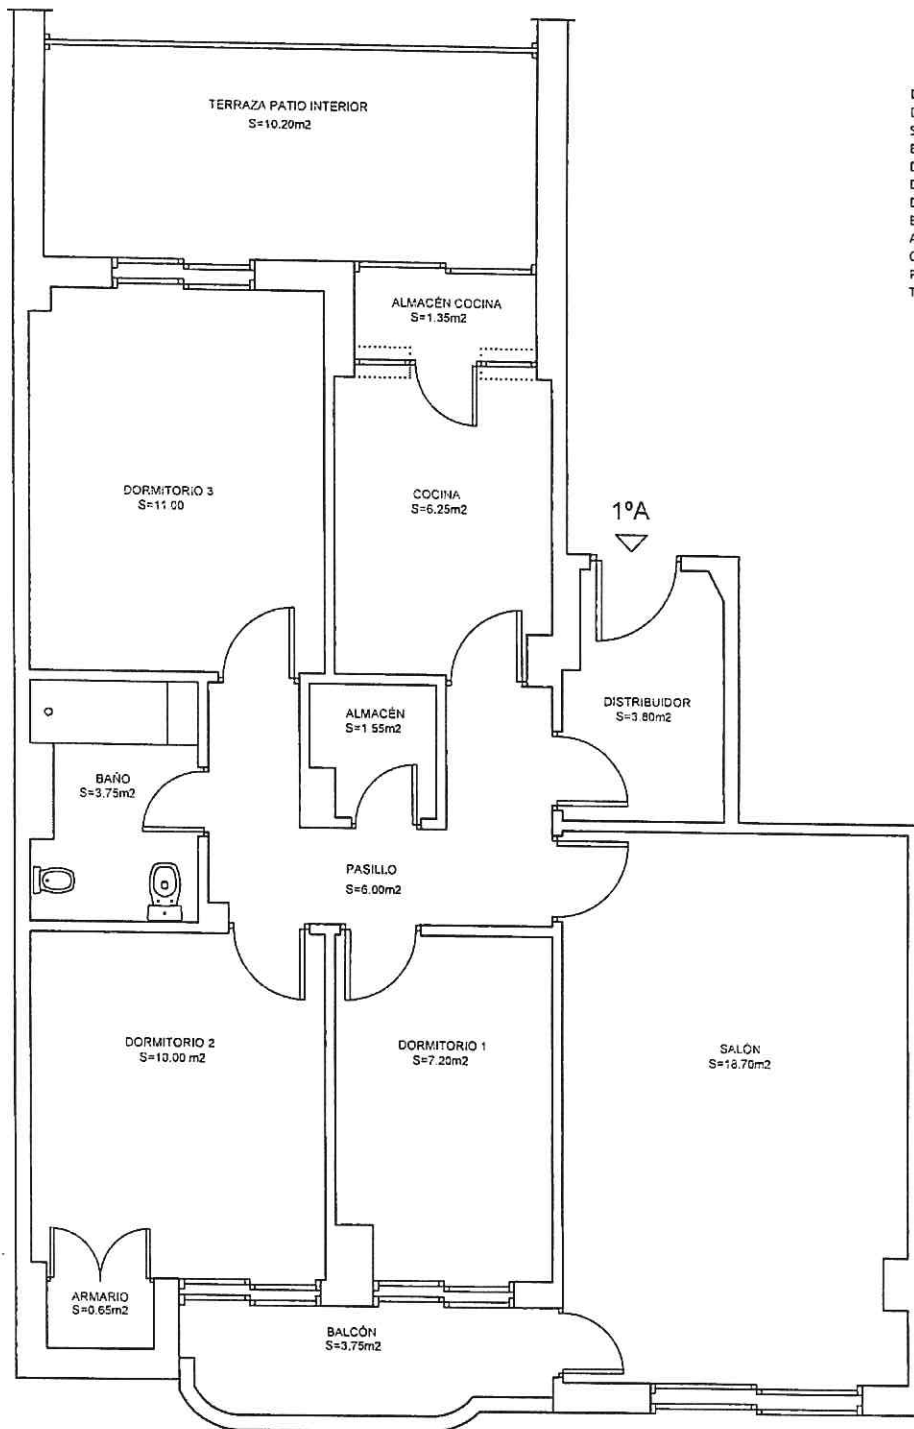 TERRAZA PATIO INTERIOR
S=10.20m2
ALMACÉN COCINA
S=1.35m2
DORMITORIO 3
S=11.00
COCINA
S=6.25m2
1ºA
ALMACÉN
S=1.55m2
DISTRIBUIDOR
S=3.80m2
BAÑO
S=3.75m2
PASILLO
S=6.00m2
DORMITORIO 2
S=10.00 m2
DORMITORIO 1
S=7.20m2
SALÓN
S=18.70m2
ARMARIO
S=0.65m2
BALCÓN
S=3.75m2